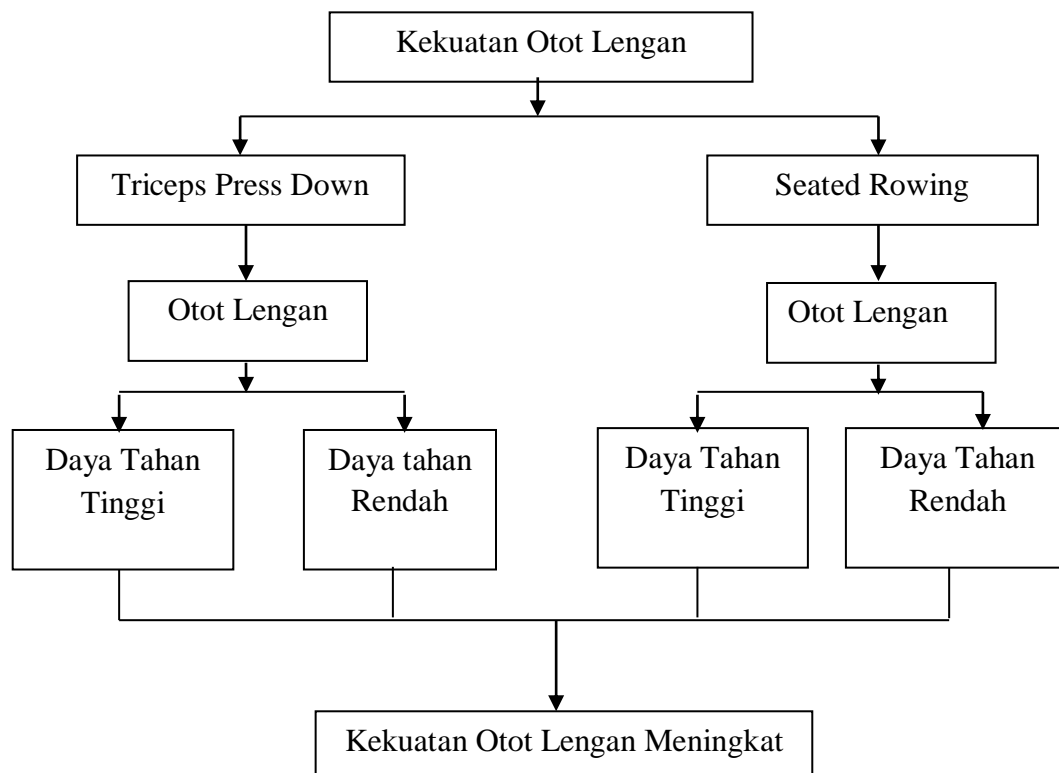 Kekuatan Otot Lengan
Triceps Press Down
Seated Rowing
Otot Lengan
Otot Lengan
Daya Tahan
Tinggi
Daya tahan
Rendah
Daya Tahan
Tinggi
Daya Tahan
Rendah
Kekuatan Otot Lengan Meningkat